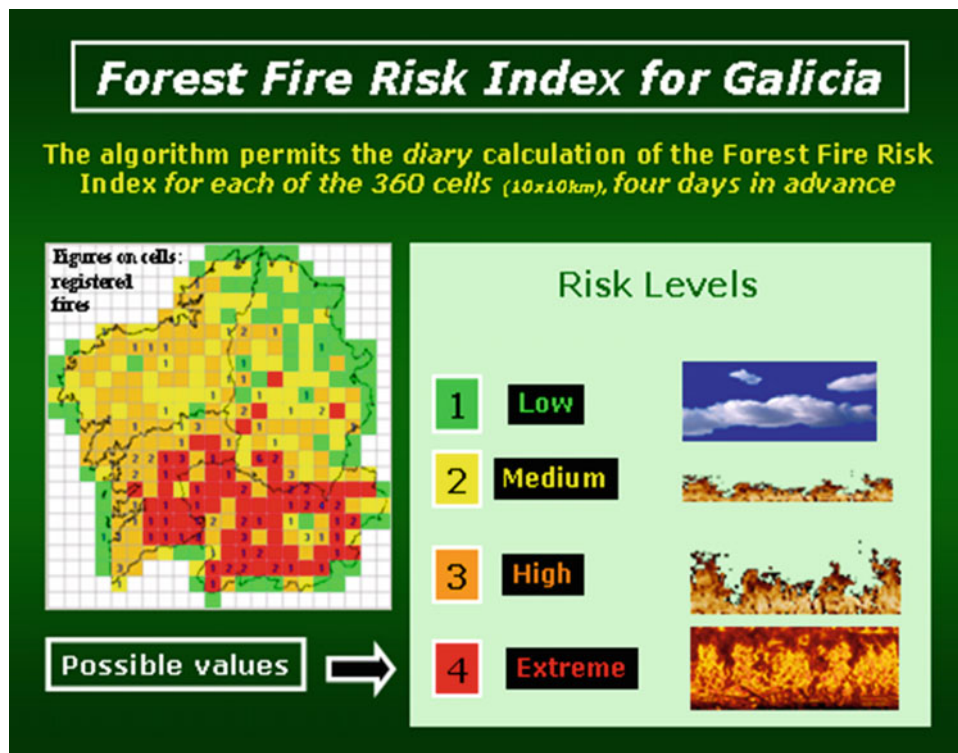 Forest Fire Risk Index for Galicia
The algorithm permits the diary calculation of the Forest Fire Risk
Index for each of the 360 cells (10x10km), four days in advance
Figures on cells:
registered
fires
Risk Levels
1 Low
2 Medium
3 High
4 Extreme
Possible values